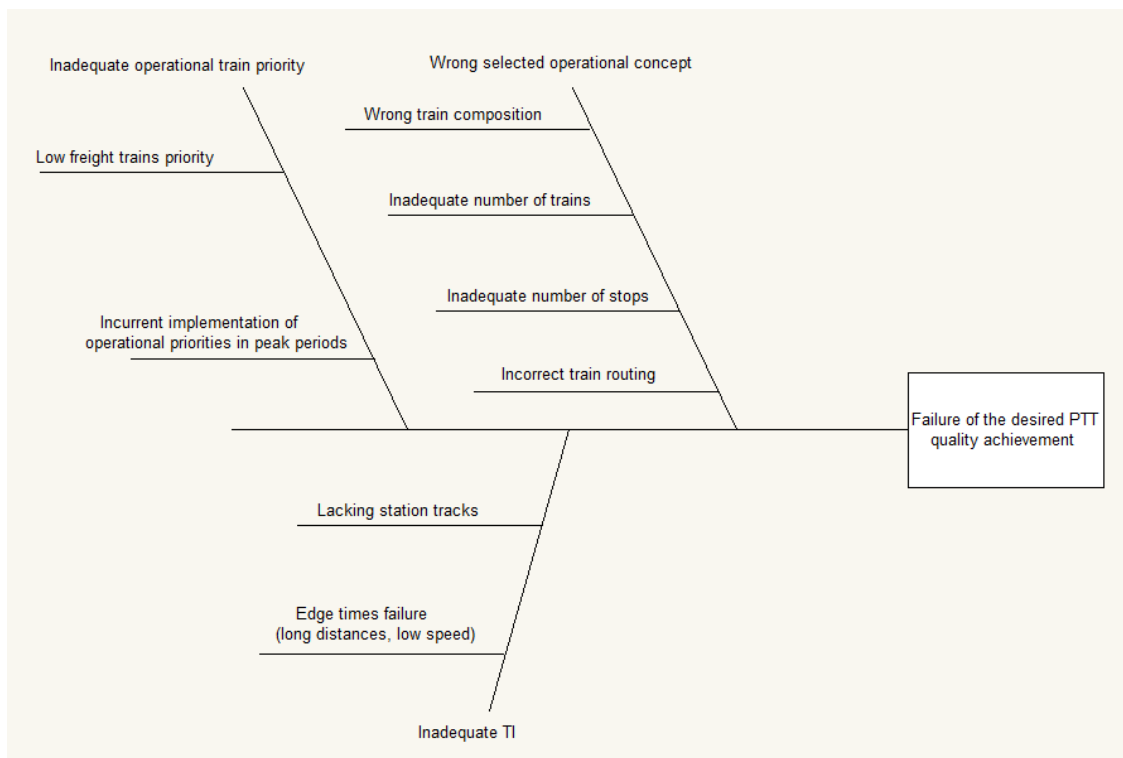 Inadequate operational train priority
Wrong selected operational concept
Wrong train composition
Low freight trains priority
Inadequate number of trains
Inadequate number of stops
Incurrent implementation of
operational priorities in peak periods
Incorrect train routing
Failure of the desired PTT
quality achievement
Lacking station tracks
Edge times failure
(long distances, low speed)
Inadequate TI